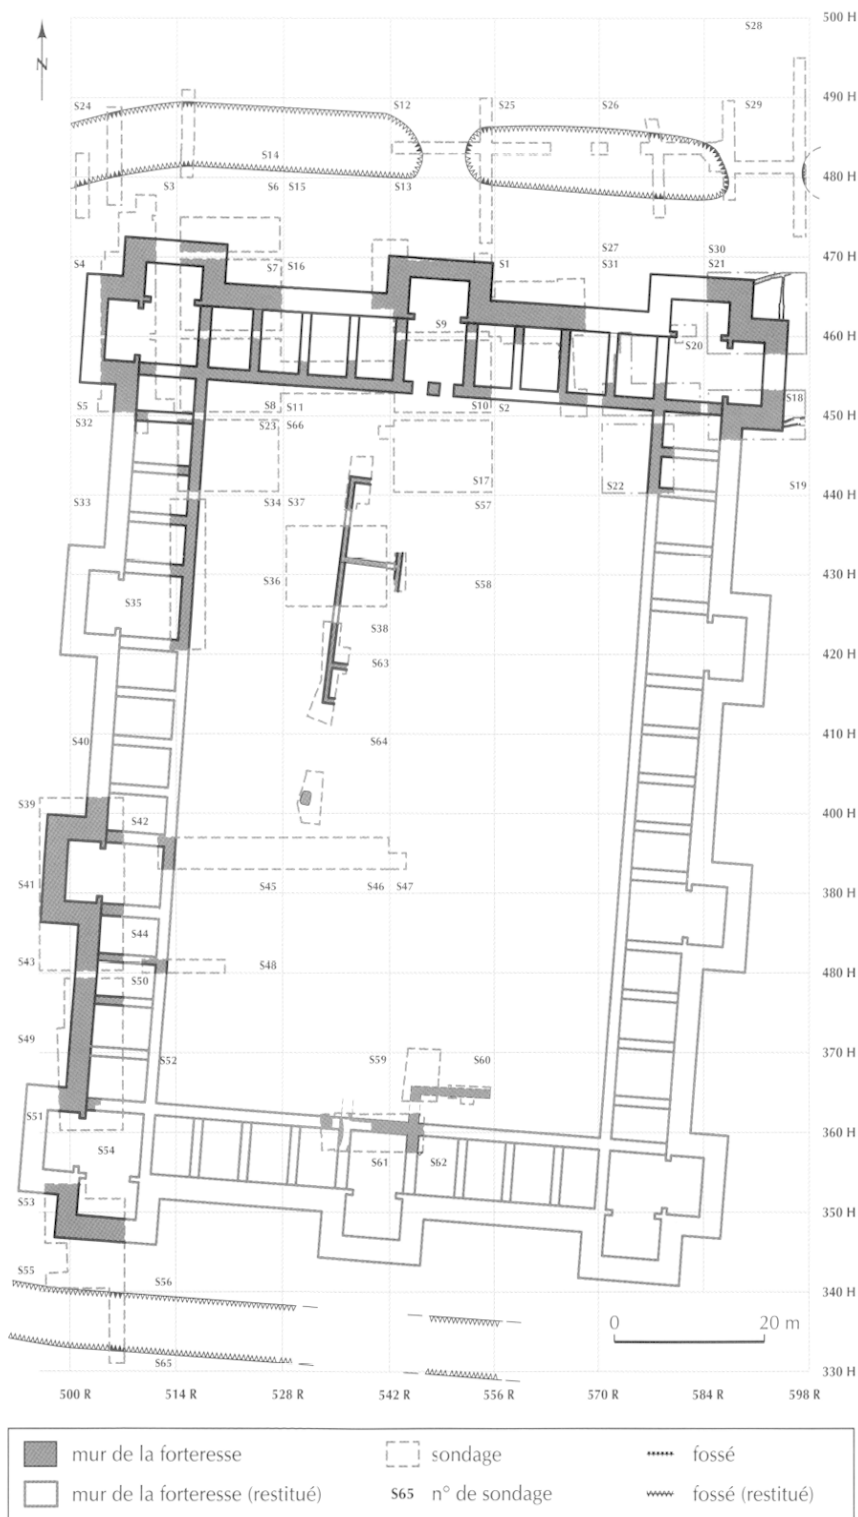 500 H
S28
N
490 H
S24 S12 S25 S26 S29
S14
480 H
S3 S6 S15 S13
470 H
S27 S30
S4 S7 S16 S1 S31 S21
S9
460 H
S20
S18
S5 S8 S11 S10 S2
450 H
S32 S23 S66
S17 S22 S19
440 H
S33 S34 S37 S57
430 H
S36 S58
S35
S38
420 H
S63
410 H
S40 S64
S39
400 H
S42
S41 S45 S46 S47
380 H
S44
S43 S48
480 H
S50
S49 S52 S59 S60
370 H
S51
360 H
S54 S61 S62
S53
350 H
S55 S56
340 H
0 20 m
S65
330 H
500 R 514 R 528 R 542 R 556 R 570 R 584 R 598 R
mur de la forteresse sondage fossé
mur de la forteresse (restitué) S65 n° de sondage fossé (restitué)